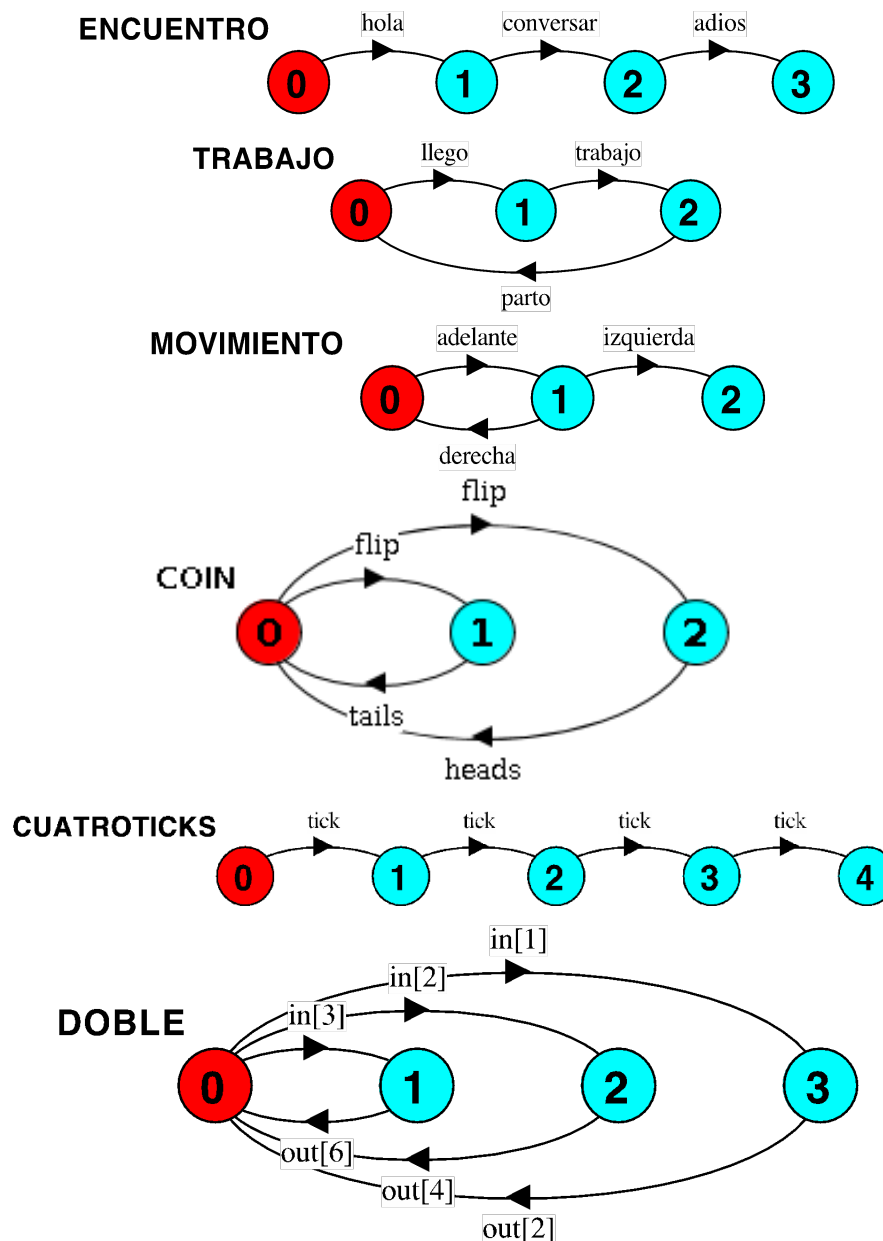 ENCUENTRO hola conversar adios
0 1 2 3
TRABAJO llego trabajo
0 1 2
parto
MOVIMIENTO adelante izquierda
0 1 2
derecha
flip
flip
COIN
0 1 2
tails
heads
CUATROTICKS tick tick tick tick
0 1 2 3 4
in[1]
in[2]
in[3]
DOBLE
0 1 2 3
out[6]
out[4]
out[2]